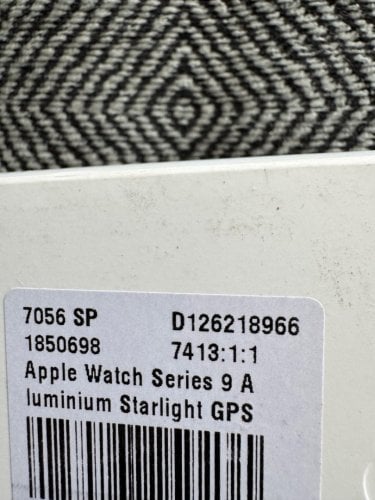 7056 SP D126218966
1850698 7413:1:1
Apple Watch Series 9 A
luminium Starlight GPS